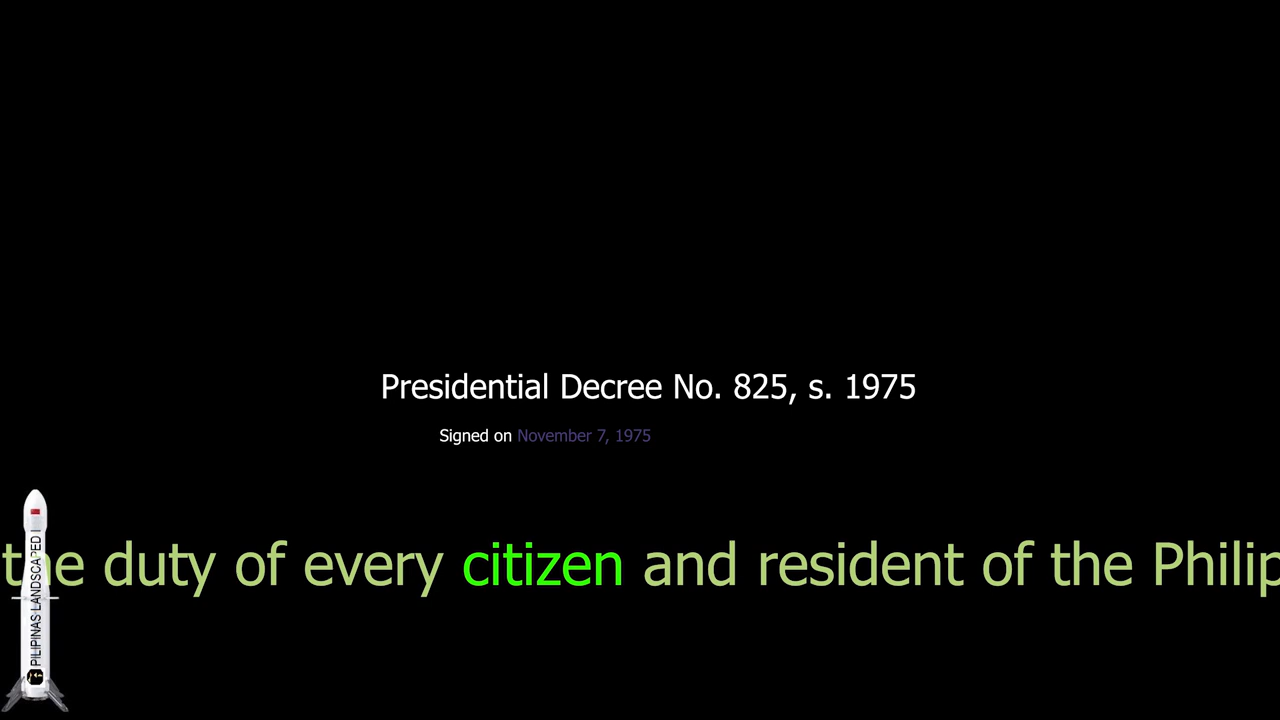 Presidential Decree No. 825, s. 1975
Signed on November 7, 1975
the duty of every citizen and resident of the Philip
PILIPINAS LANDSCAPED I